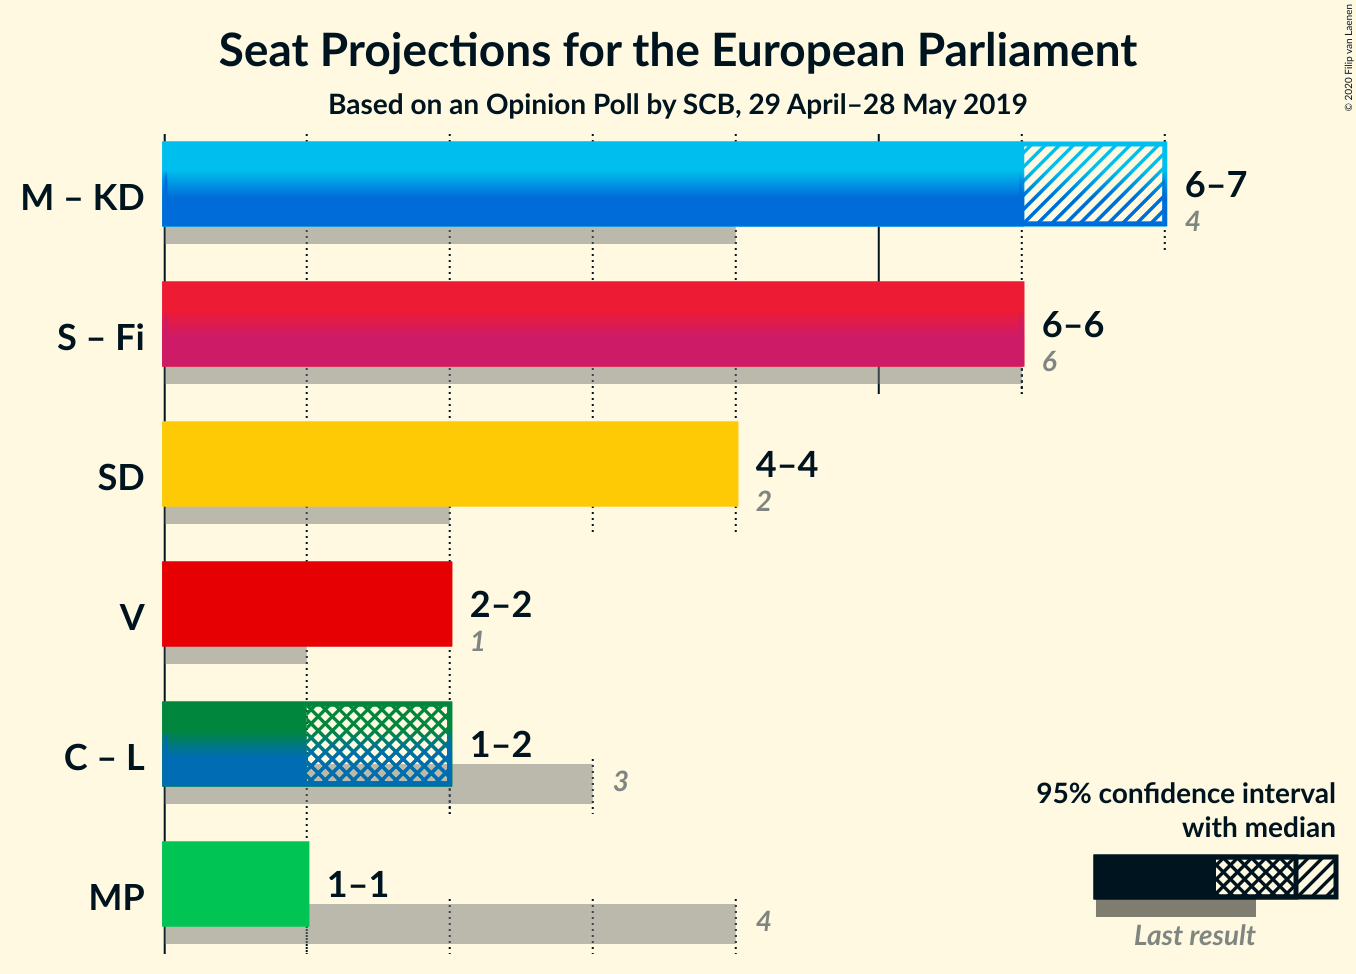 Seat Projections for the European Parliament
Based on an Opinion Poll by SCB, 29 April–28 May 2019
© 2020 Filip van Laenen
M – KD
6–7
4
S – Fi
6–6
6
SD
4–4
2
V
2–2
1
C – L
1–2
3
MP
1–1
4
95% confidence interval
with median
Last result